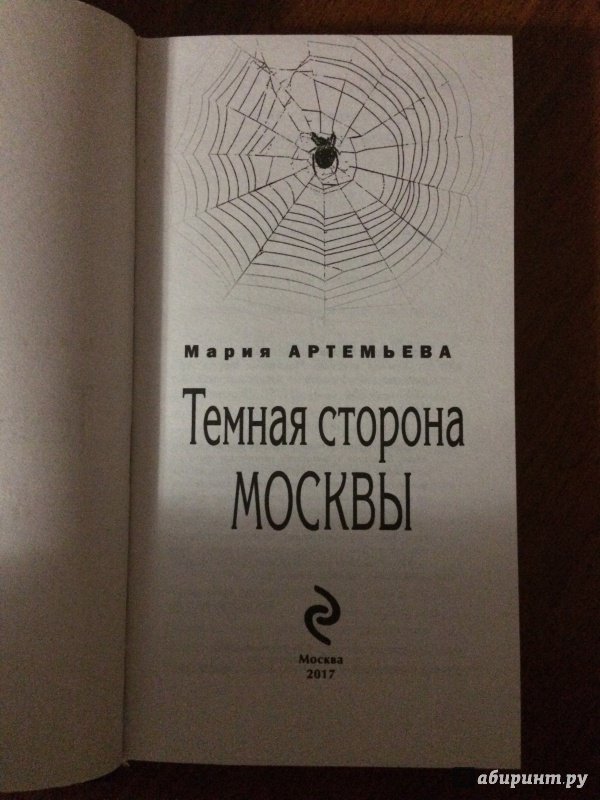 Мария АРТЕМЬЕВА
Темная сторона
МОСКВЫ
Москва
2017
абиринт.ру